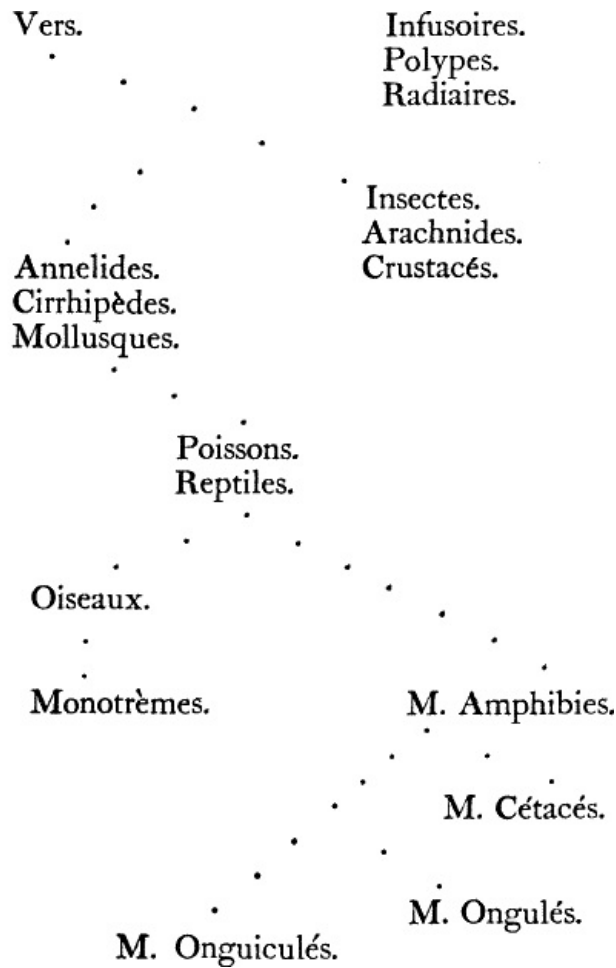 Vers.
Infusoires.
Polypes.
Radiaires.
Insectes.
Arachnides.
Crustacés.
Annelides.
Cirrhipèdes.
Mollusques.
Poissons.
Reptiles.
Oiseaux.
Monotrèmes.
M. Amphibies.
M. Cétacés.
M. Ongulés.
M. Onguiculés.